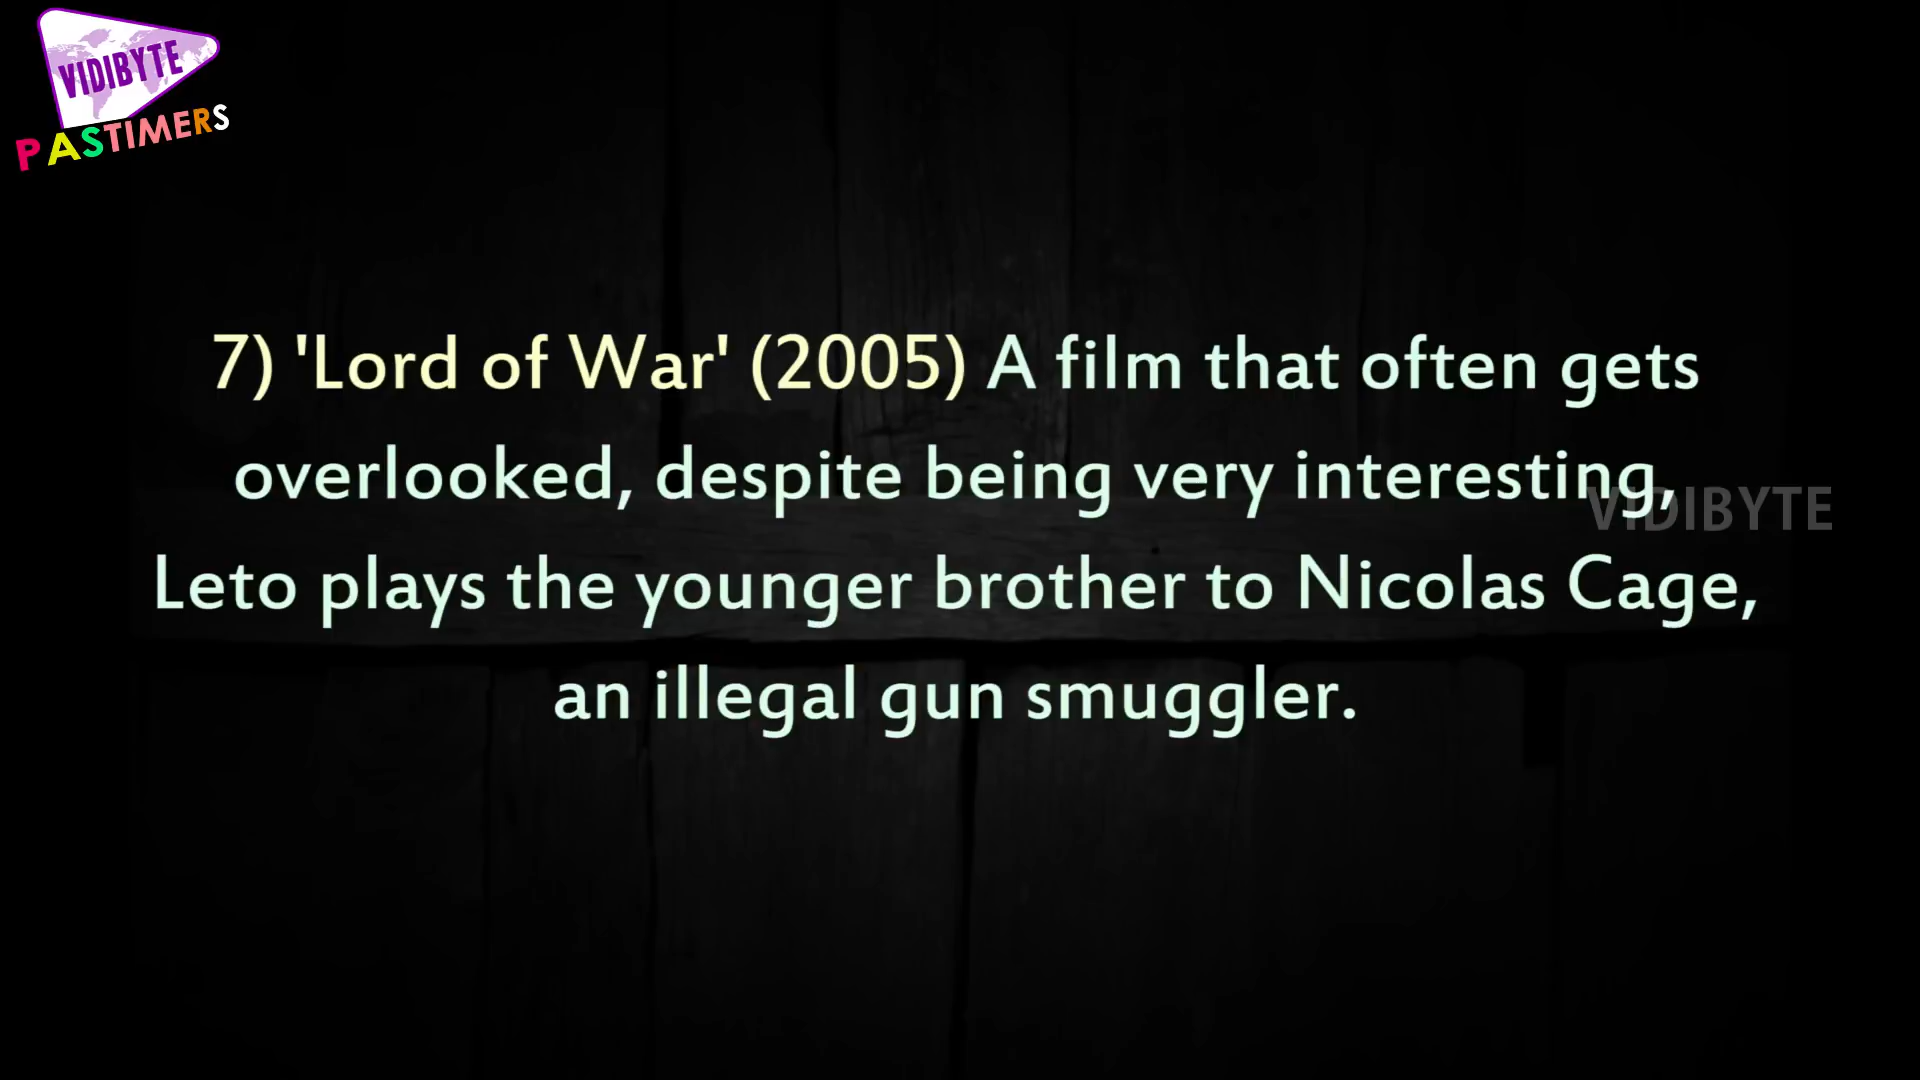 VIDIBYTE
PASTIMERS
7) 'Lord of War' (2005) A film that often gets
overlooked, despite being very interesting,
VIDIBYTE
Leto plays the younger brother to Nicolas Cage,
an illegal gun smuggler.